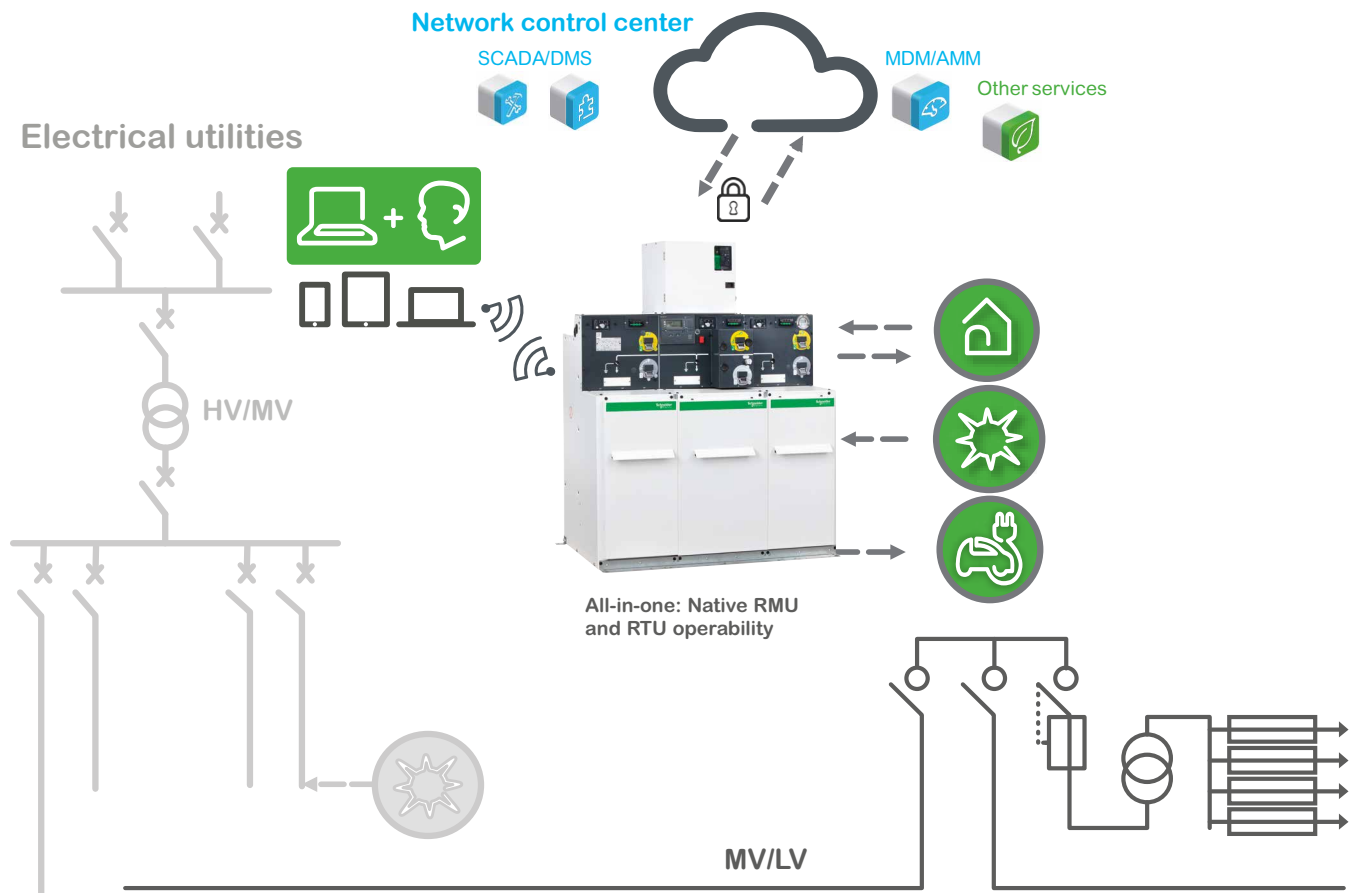 Network control center
SCADA/DMS
MDM/AMM
Other services
Electrical utilities
HV/MV
All-in-one: Native RMU
and RTU operability
MV/LV